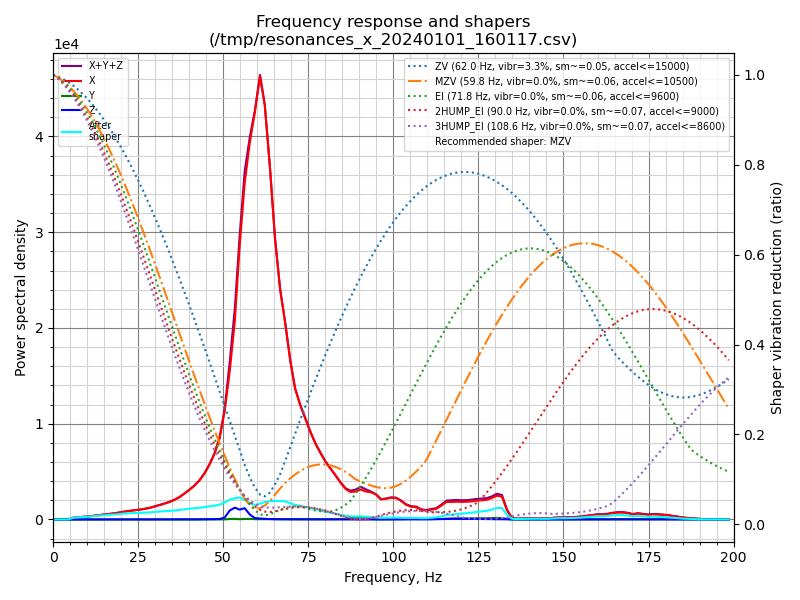 Frequency response and shapers
(/tmp/resonances_x_20240101_160117.csv)
1e4
X+Y+Z
X
Y
Z
After
shaper
ZV (62.0 Hz, vibr=3.3%, sm~=0.05, accel<=15000)
MZV (59.8 Hz, vibr=0.0%, sm~=0.06, accel<=10500)
EI (71.8 Hz, vibr=0.0%, sm~=0.06, accel<=9600)
2HUMP_EI (90.0 Hz, vibr=0.0%, sm~=0.07, accel<=9000)
3HUMP_EI (108.6 Hz, vibr=0.0%, sm~=0.07, accel<=8600)
Recommended shaper: MZV
4
3
2
1
0
Power spectral density
1.0
0.8
0.6
0.4
0.2
0.0
Shaper vibration reduction (ratio)
0 25 50 75 100 125 150 175 200
Frequency, Hz